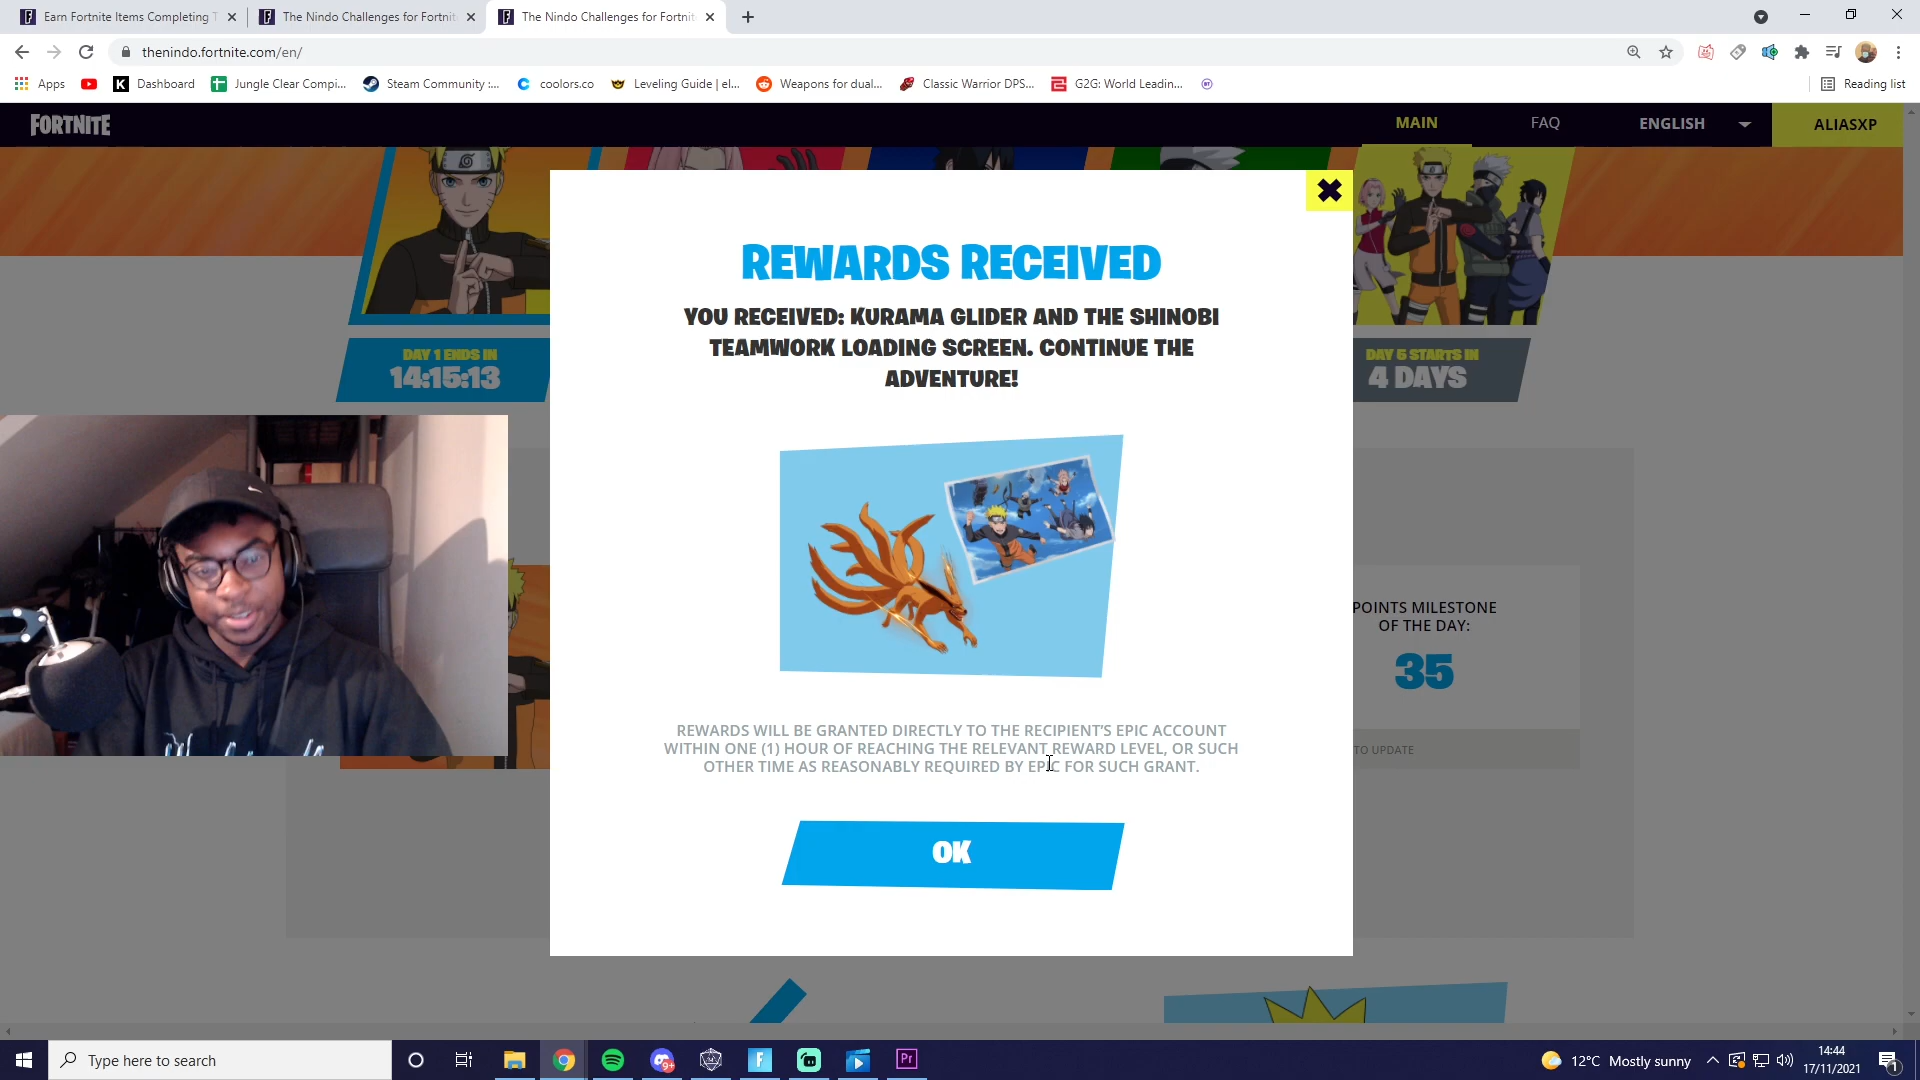 Earn Fortnite Items Completing T
The Nindo Challenges for Fortnit
The Nindo Challenges for Fortnit
thenindo.fortnite.com/en/
Apps
Dashboard
Jungle Clear Compi...
Steam Community :...
coolors.co
Leveling Guide | el...
Weapons for dual...
Classic Warrior DPS...
G2G: World Leadin...
Reading list
FORTNITE
MAIN
FAQ
ENGLISH
ALIASXP
REWARDS RECEIVED
YOU RECEIVED: KURAMA GLIDER AND THE SHINOBI
TEAMWORK LOADING SCREEN. CONTINUE THE
ADVENTURE!
DAY 1 ENDS IN
14:15:13
DAY 5 STARTS IN
4 DAYS
POINTS MILESTONE
OF THE DAY:
35
TO UPDATE
REWARDS WILL BE GRANTED DIRECTLY TO THE RECIPIENT'S EPIC ACCOUNT
WITHIN ONE (1) HOUR OF REACHING THE RELEVANT REWARD LEVEL, OR SUCH
OTHER TIME AS REASONABLY REQUIRED BY EPIC FOR SUCH GRANT.
OK
Type here to search
9+
Pr
12°C Mostly sunny
14:44
17/11/2021
1